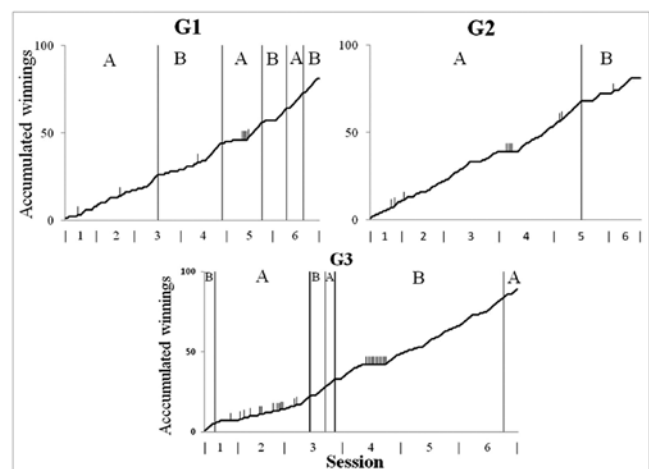 G1
100
A B A B A B
Accumulated winnings
50
0
| 1 | 2 | 3 | 4 | 5 | 6 |
G2
100
A B
50
0
| 1 | 2 | 3 | 4 | 5 | 6 |
G3
100
B A B A B A
Acccumulated winnings
50
0
| 1 | 2 | 3 | 4 | 5 | 6 |
Session